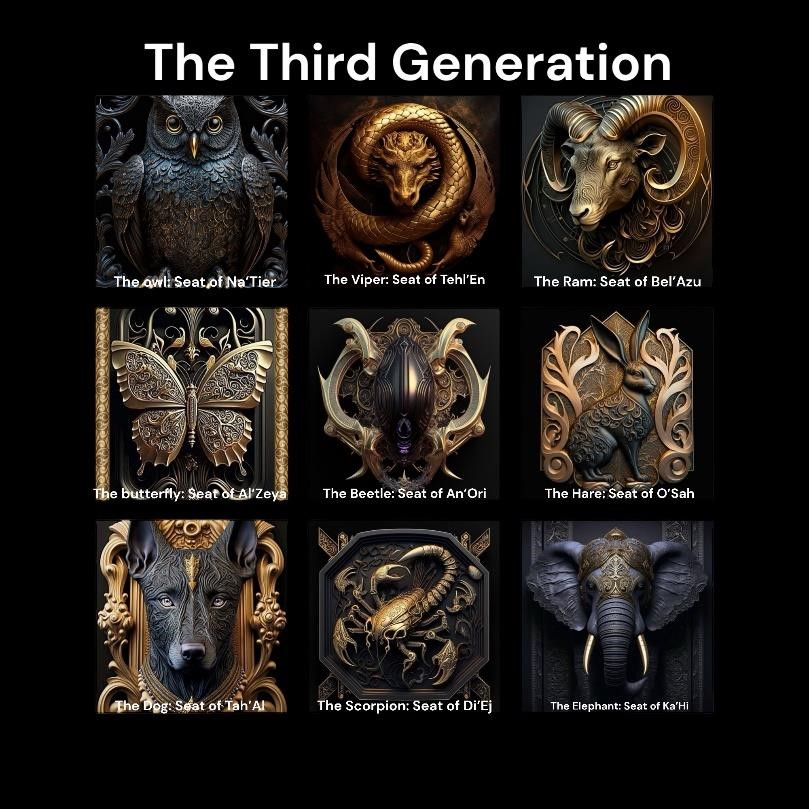 The Third Generation
The owl: Seat of Na'Tier
The Viper: Seat of Tehl'En
The Ram: Seat of Bel'Azu
The butterfly: Seat of Al'Zeya
The Beetle: Seat of An'Ori
The Hare: Seat of O'Sah
The Dog: Seat of Tah'Al
The Scorpion: Seat of Di'Ej
The Elephant: Seat of Ka'Hi